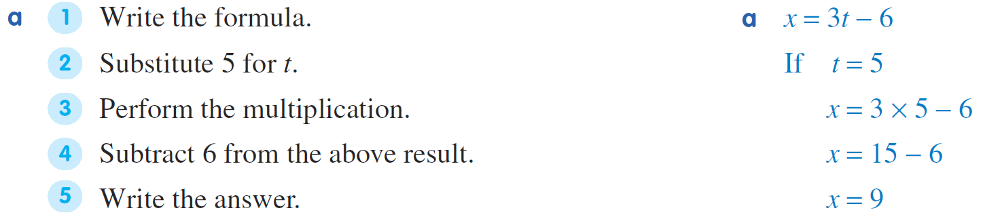 a 1 Write the formula. a x = 3t – 6
2 Substitute 5 for t. If t = 5
3 Perform the multiplication. x = 3 × 5 – 6
4 Subtract 6 from the above result. x = 15 – 6
5 Write the answer. x = 9